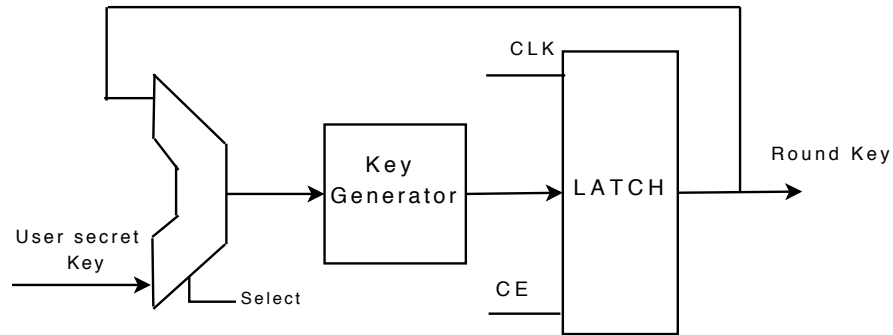 CLK
Round Key
Key
Generator
LATCH
User secret
Key
CE
Select